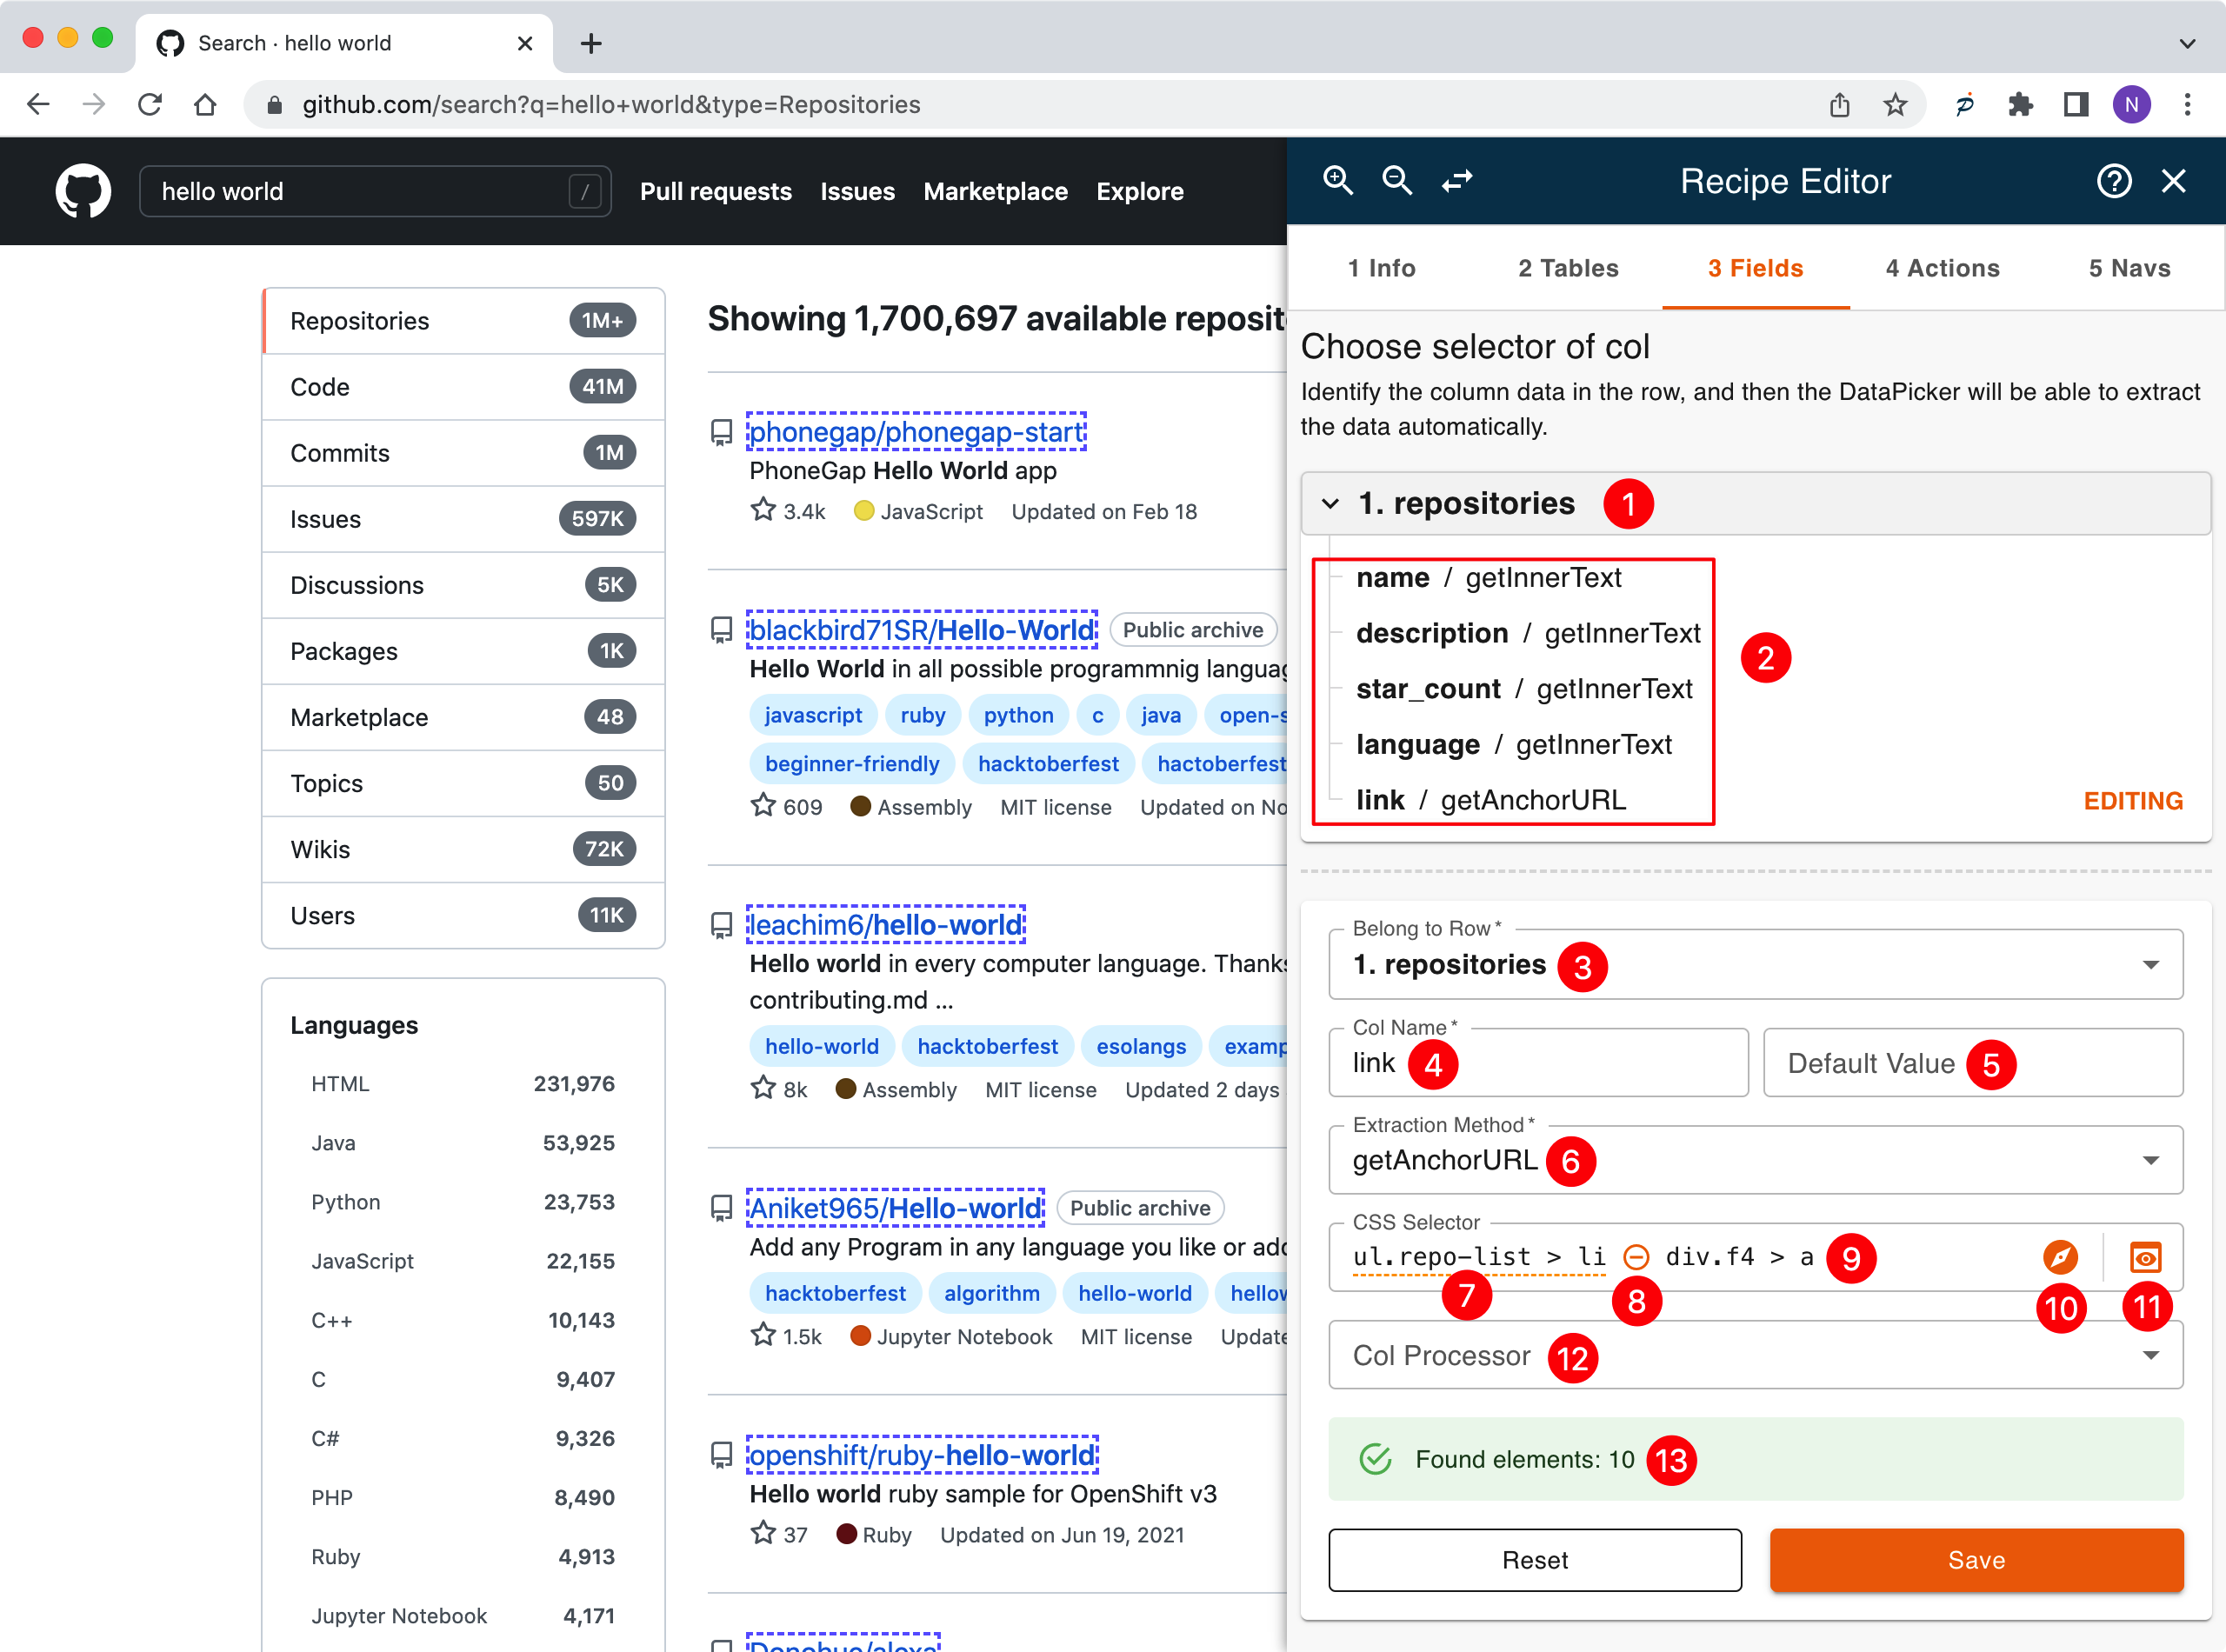 Search · hello world
github.com/search?q=hello+world&type=Repositories
N
hello world
/
Pull requests
Issues
Marketplace
Explore
Repositories 1M+
Code 41M
Commits 1M
Issues 597K
Discussions 5K
Packages 1K
Marketplace 48
Topics 50
Wikis 72K
Users 11K
Languages
HTML 231,976
Java 53,925
Python 23,753
JavaScript 22,155
C++ 10,143
C 9,407
C# 9,326
PHP 8,490
Ruby 4,913
Jupyter Notebook 4,171
Showing 1,700,697 available
phonegap/phonegap-start
PhoneGap Hello World app
3.4k JavaScript Updated on Feb 18
blackbird71SR/Hello-World Public archive
Hello World in all possible programmnig
javascript ruby python c java
beginner-friendly hacktoberfest hactoberfest
609 Assembly MIT license Updated on
leachim6/hello-world
Hello world in every computer language. Thanks
contributing.md ...
hello-world hacktoberfest esolangs
8k Assembly MIT license Updated 2 days
Aniket965/Hello-world Public archive
Add any Program in any language you like or
hacktoberfest algorithm hello-world
1.5k Jupyter Notebook MIT license
openshift/ruby-hello-world
Hello world ruby sample for OpenShift v3
37 Ruby Updated on Jun 19, 2021
Recipe Editor
1 Info
2 Tables
3 Fields
4 Actions
5 Navs
Choose selector of col
Identify the column data in the row, and then the DataPicker will be able to extract
the data automatically.
1. repositories 1
name / getInnerText
description / getInnerText
2
star_count / getInnerText
language / getInnerText
link / getAnchorURL EDITING
Belong to Row *
1. repositories 3
Col Name *
link 4
Default Value 5
Extraction Method *
getAnchorURL 6
CSS Selector
ul.repo-list > li div.f4 > a 9
7 8 10 11
Col Processor 12
Found elements: 10 13
Reset
Save